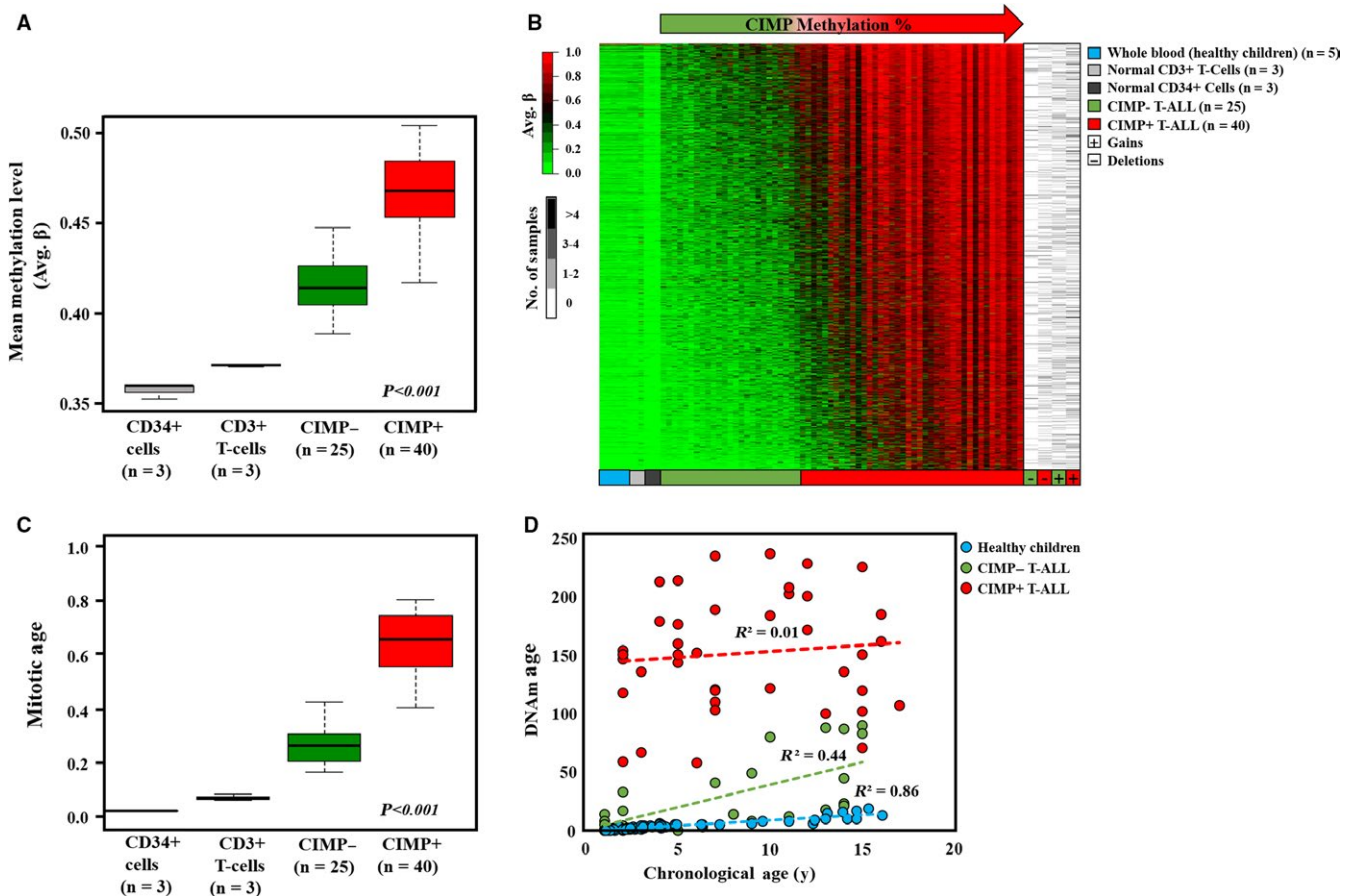 A
Mean methylation level
(Avg. β)
0.50
0.45
0.40
0.35
P<0.001
CD34+
cells
(n = 3)
CD3+
T-cells
(n = 3)
CIMP–
(n = 25)
CIMP+
(n = 40)
B
CIMP Methylation %
Avg. β
1.0
0.8
0.6
0.4
0.2
0.0
No. of samples
>4
3-4
1-2
0
Whole blood (healthy children) (n = 5)
Normal CD3+ T-Cells (n = 3)
Normal CD34+ Cells (n = 3)
CIMP- T-ALL (n = 25)
CIMP+ T-ALL (n = 40)
+ Gains
– Deletions
– – + +
C
Mitotic age
1.0
0.8
0.6
0.4
0.2
0.0
P<0.001
CD34+
cells
(n = 3)
CD3+
T-cells
(n = 3)
CIMP–
(n = 25)
CIMP+
(n = 40)
D
DNAm age
250
200
150
100
50
0
R² = 0.01
R² = 0.44
R² = 0.86
0 5 10 15 20
Chronological age (y)
Healthy children
CIMP– T-ALL
CIMP+ T-ALL